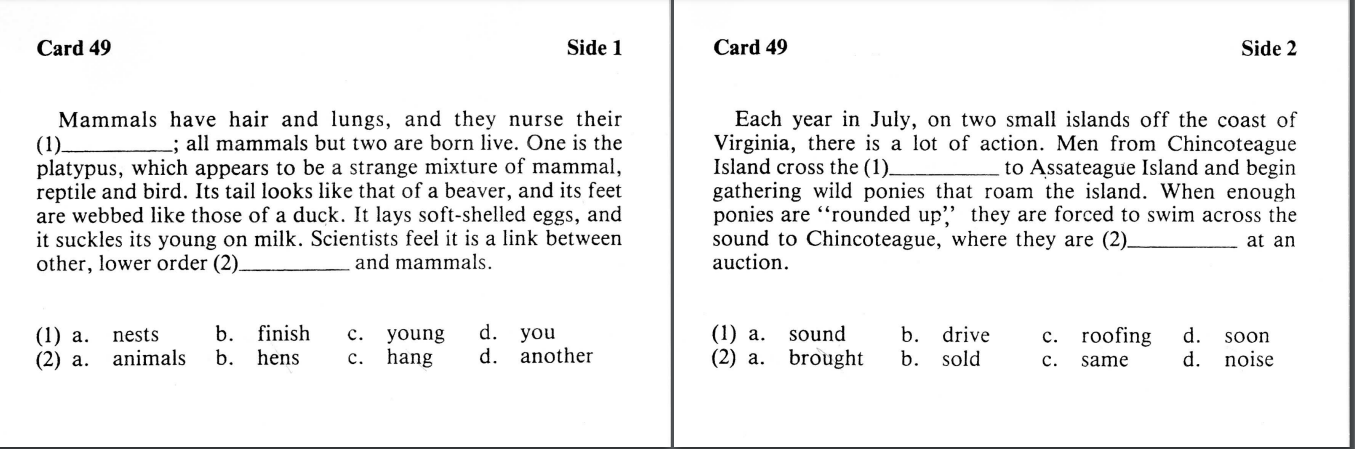 Card 49 Side 1
Mammals have hair and lungs, and they nurse their
(1)__________; all mammals but two are born live. One is the
platypus, which appears to be a strange mixture of mammal,
reptile and bird. Its tail looks like that of a beaver, and its feet
are webbed like those of a duck. It lays soft-shelled eggs, and
it suckles its young on milk. Scientists feel it is a link between
other, lower order (2)__________ and mammals.
(1) a. nests b. finish c. young d. you
(2) a. animals b. hens c. hang d. another
Card 49 Side 2
Each year in July, on two small islands off the coast of
Virginia, there is a lot of action. Men from Chincoteague
Island cross the (1)__________ to Assateague Island and begin
gathering wild ponies that roam the island. When enough
ponies are “rounded up,” they are forced to swim across the
sound to Chincoteague, where they are (2)__________ at an
auction.
(1) a. sound b. drive c. roofing d. soon
(2) a. brought b. sold c. same d. noise